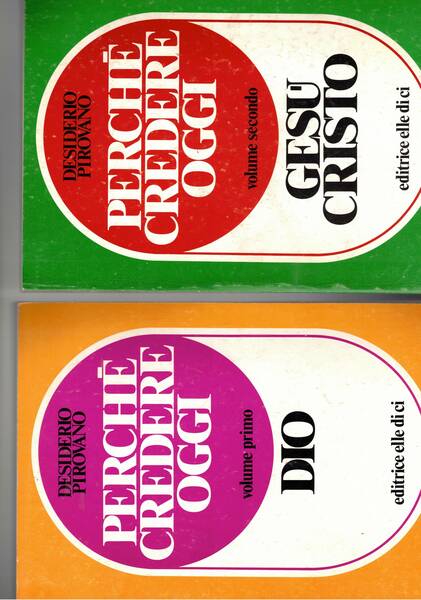 DESIDERIO
PIROVANO
PERCHÈ
CREDERE
OGGI
volume secondo
GESÙ
CRISTO
editrice elle di ci
DESIDERIO
PIROVANO
PERCHÈ
CREDERE
OGGI
volume primo
DIO
editrice elle di ci